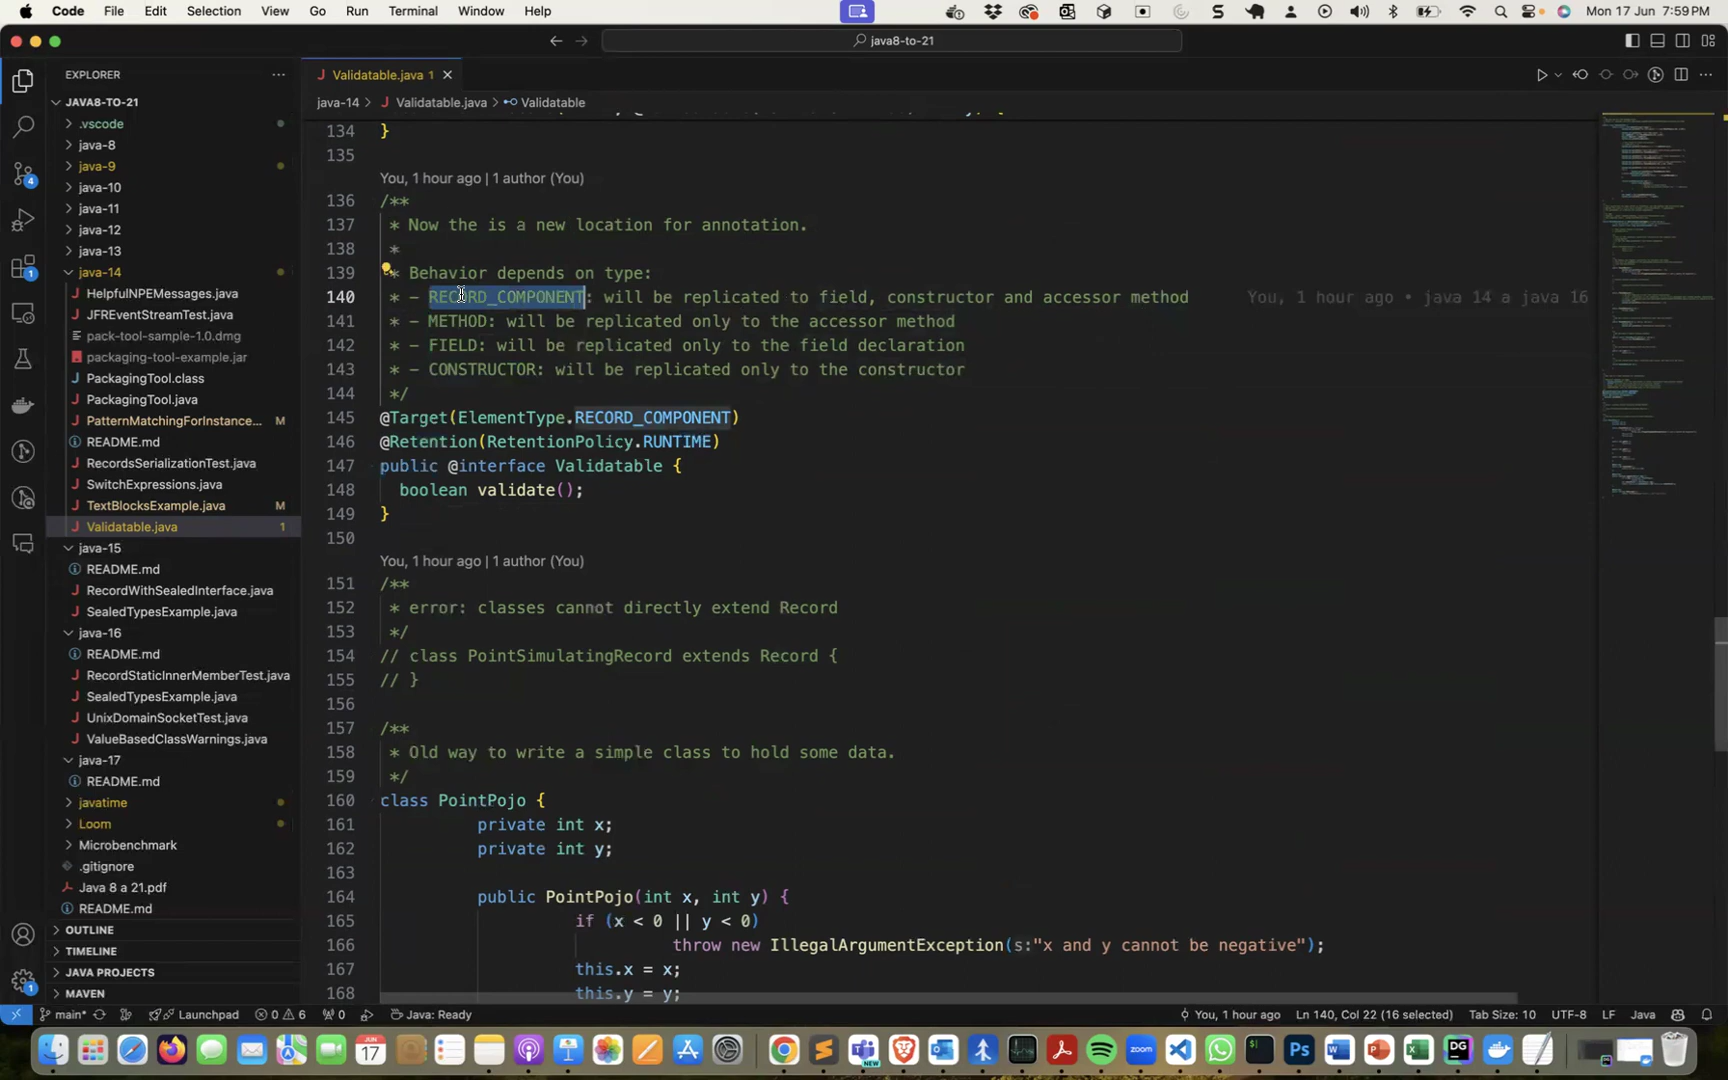 Code File Edit Selection View Go Run Terminal Window Help Mon 17 Jun 7:59 PM
java8-to-21
EXPLORER
JAVA8-TO-21
.vscode
java-8
java-9
java-10
java-11
java-12
java-13
java-14
HelpfulNPEMessages.java
JFREventStreamTest.java
pack-tool-sample-1.0.dmg
packaging-tool-example.jar
PackagingTool.class
PackagingTool.java
PatternMatchingForInstance... M
README.md
RecordsSerializationTest.java
SwitchExpressions.java
TextBlocksExample.java M
Validatable.java 1
java-15
README.md
RecordWithSealedInterface.java
SealedTypesExample.java
java-16
README.md
RecordStaticInnerMemberTest.java
SealedTypesExample.java
UnixDomainSocketTest.java
ValueBasedClassWarnings.java
java-17
README.md
javatime
Loom
Microbenchmark
.gitignore
Java 8 a 21.pdf
README.md
OUTLINE
TIMELINE
JAVA PROJECTS
MAVEN
Validatable.java 1
java-14 > Validatable.java > Validatable
134 }
135
You, 1 hour ago | 1 author (You)
136 /**
137 * Now the is a new location for annotation.
138 *
139 * Behavior depends on type:
140 * - RECORD_COMPONENT: will be replicated to field, constructor and accessor method You, 1 hour ago • java 14 a java 16
141 * - METHOD: will be replicated only to the accessor method
142 * - FIELD: will be replicated only to the field declaration
143 * - CONSTRUCTOR: will be replicated only to the constructor
144 */
145 @Target(ElementType.RECORD_COMPONENT)
146 @Retention(RetentionPolicy.RUNTIME)
147 public @interface Validatable {
148 boolean validate();
149 }
150
You, 1 hour ago | 1 author (You)
151 /**
152 * error: classes cannot directly extend Record
153 */
154 // class PointSimulatingRecord extends Record {
155 // }
156
157 /**
158 * Old way to write a simple class to hold some data.
159 */
160 class PointPojo {
161 private int x;
162 private int y;
163
164 public PointPojo(int x, int y) {
165 if (x < 0 || y < 0)
166 throw new IllegalArgumentException(s:"x and y cannot be negative");
167 this.x = x;
168 this.y = y;
main* Launchpad 0 6 0 Java: Ready You, 1 hour ago Ln 140, Col 22 (16 selected) Tab Size: 10 UTF-8 LF Java